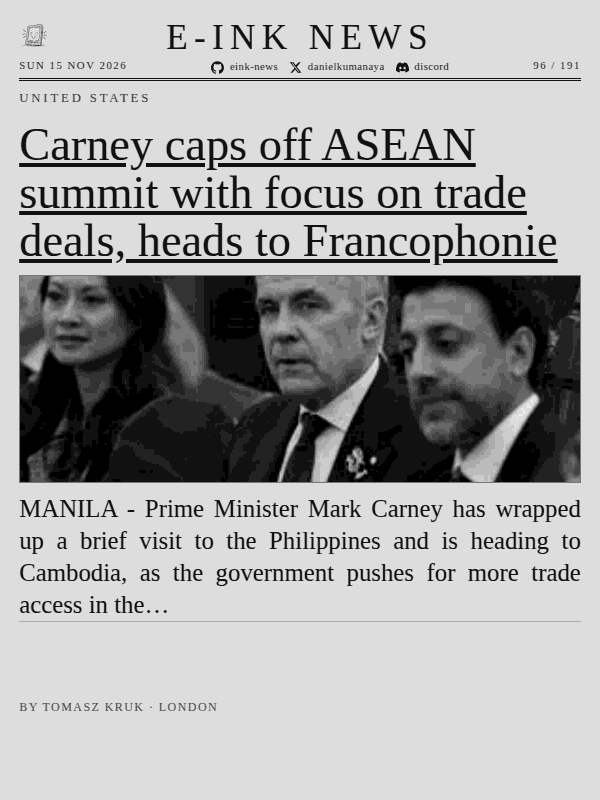 E-INK NEWS
SUN 15 NOV 2026
eink-news danielkumanaya discord
96 / 191
UNITED STATES
Carney caps off ASEAN
summit with focus on trade
deals, heads to Francophonie
MANILA - Prime Minister Mark Carney has wrapped
up a brief visit to the Philippines and is heading to
Cambodia, as the government pushes for more trade
access in the…
BY TOMASZ KRUK · LONDON